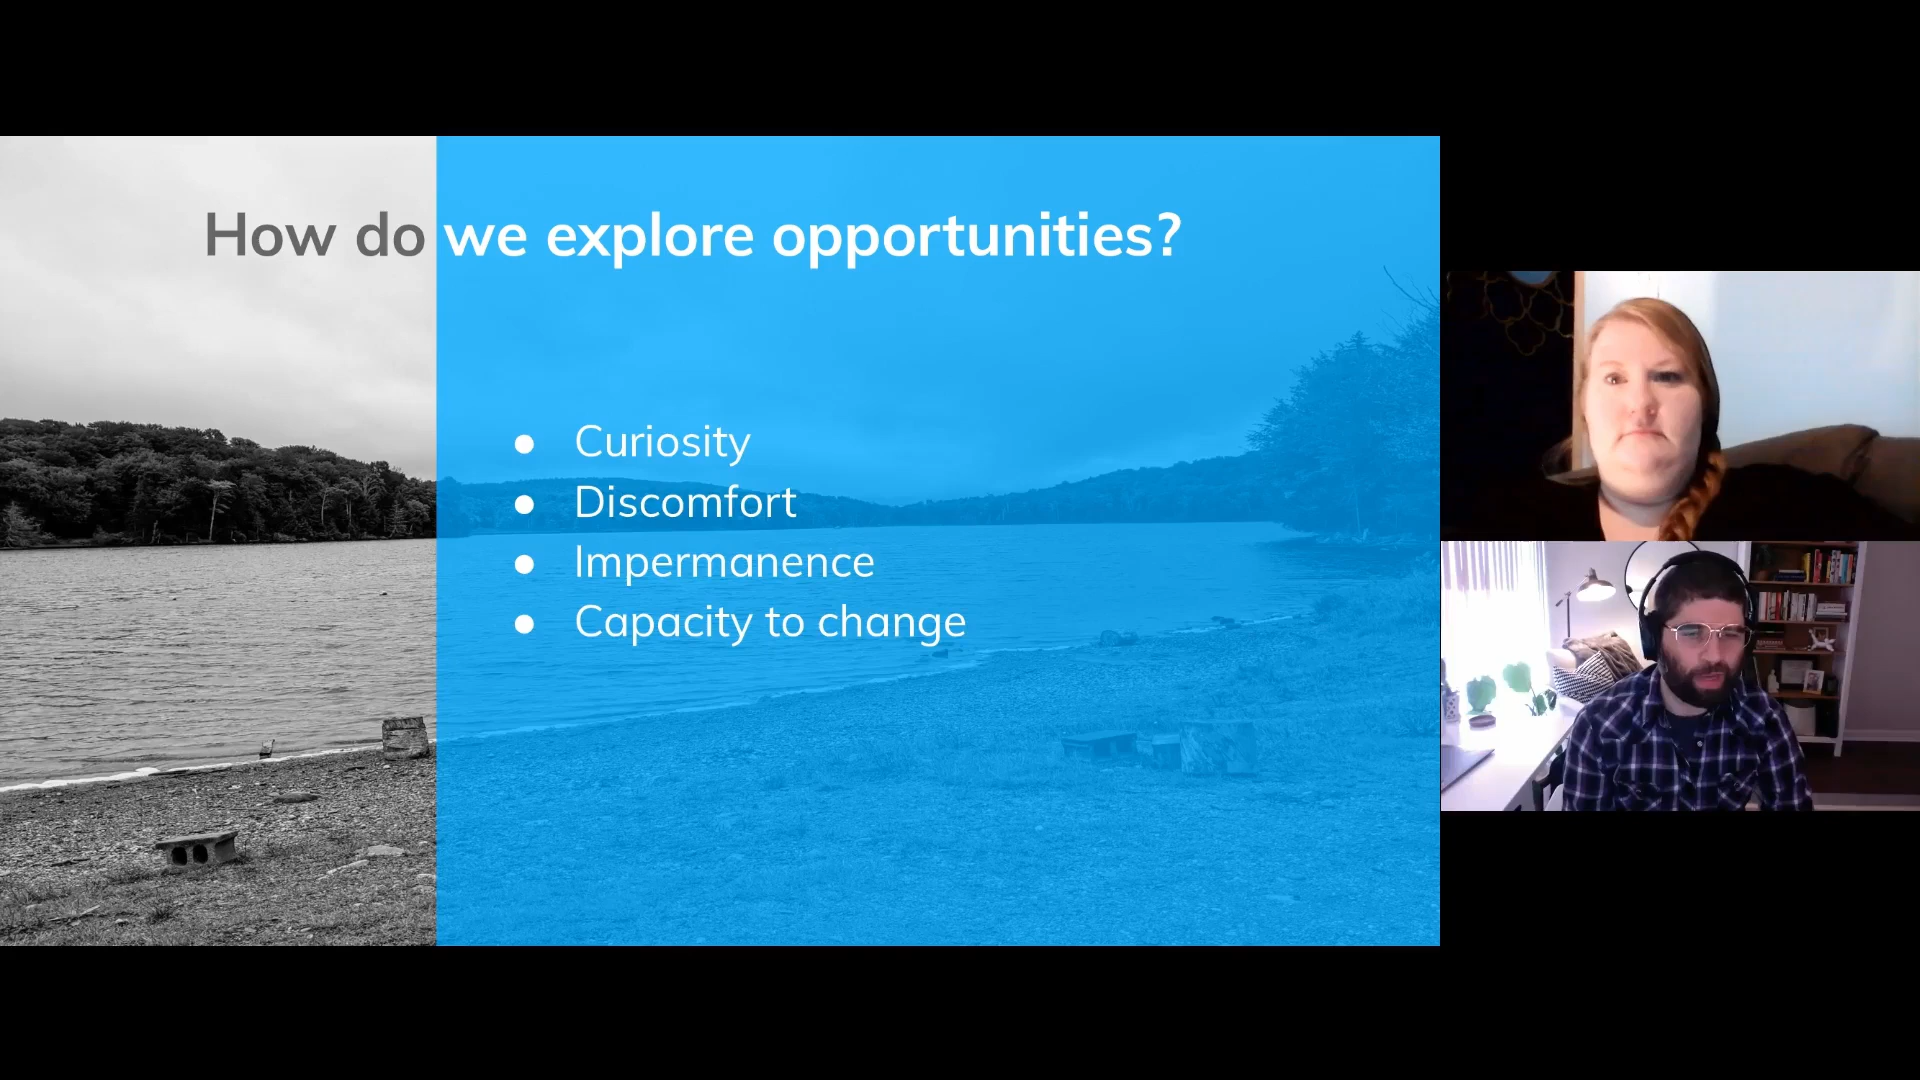 How do we explore opportunities?
● Curiosity
● Discomfort
● Impermanence
● Capacity to change